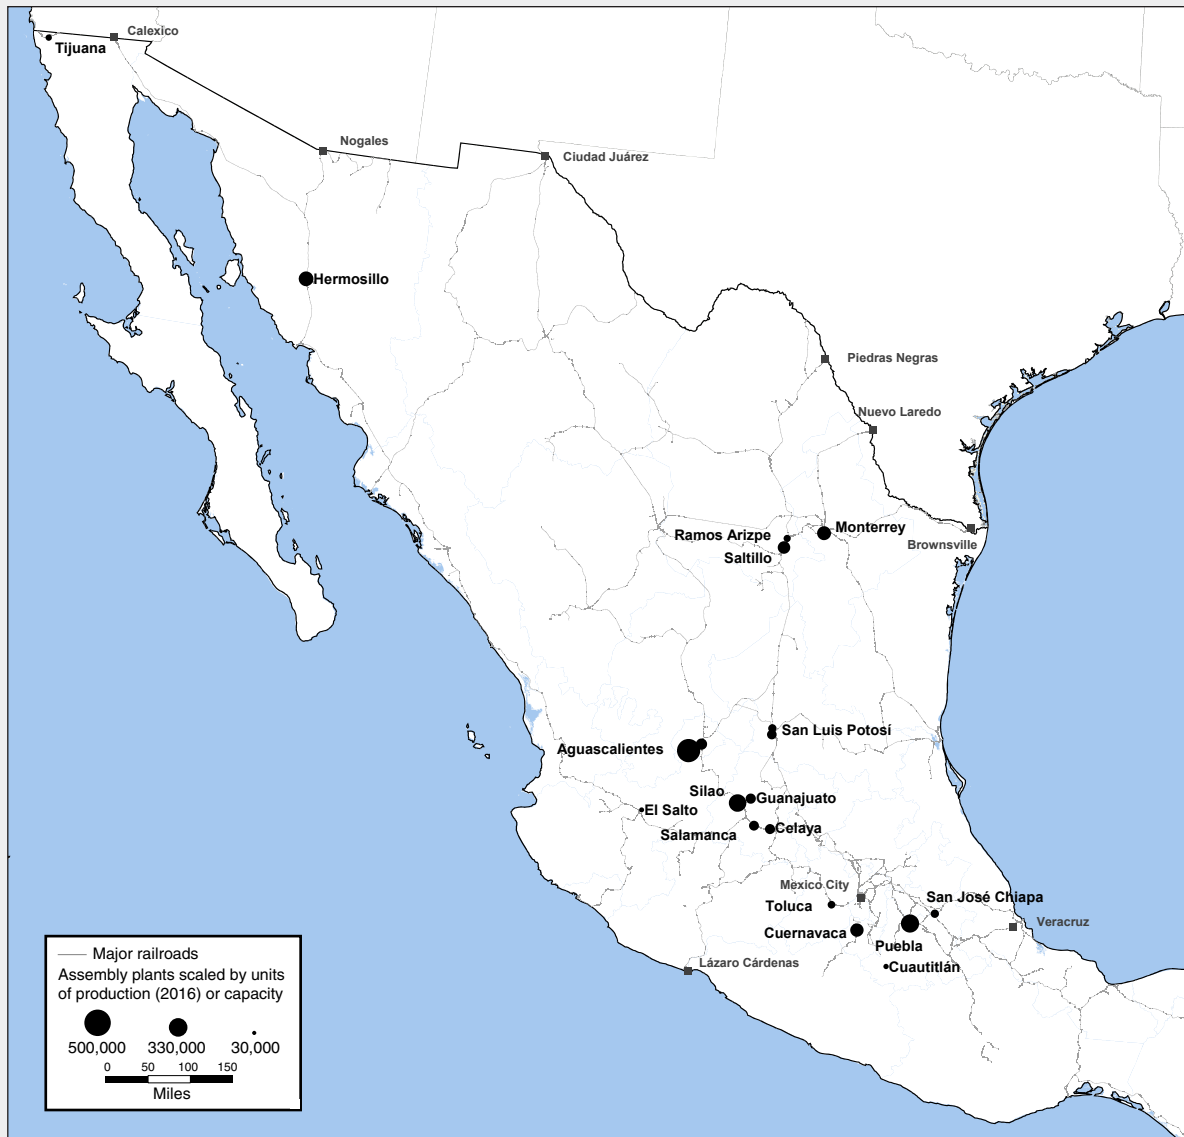 Calexico
Tijuana
Nogales
Ciudad Juárez
Hermosillo
Piedras Negras
Nuevo Laredo
Ramos Arizpe
Monterrey
Saltillo
Brownsville
San Luis Potosí
Aguascalientes
Silao
Guanajuato
El Salto
Salamanca
Celaya
Mexico City
San José Chiapa
Toluca
Veracruz
Cuernavaca
Puebla
Lázaro Cárdenas
Cuautitlán
Major railroads
Assembly plants scaled by units
of production (2016) or capacity
500,000 330,000 30,000
0 50 100 150
Miles